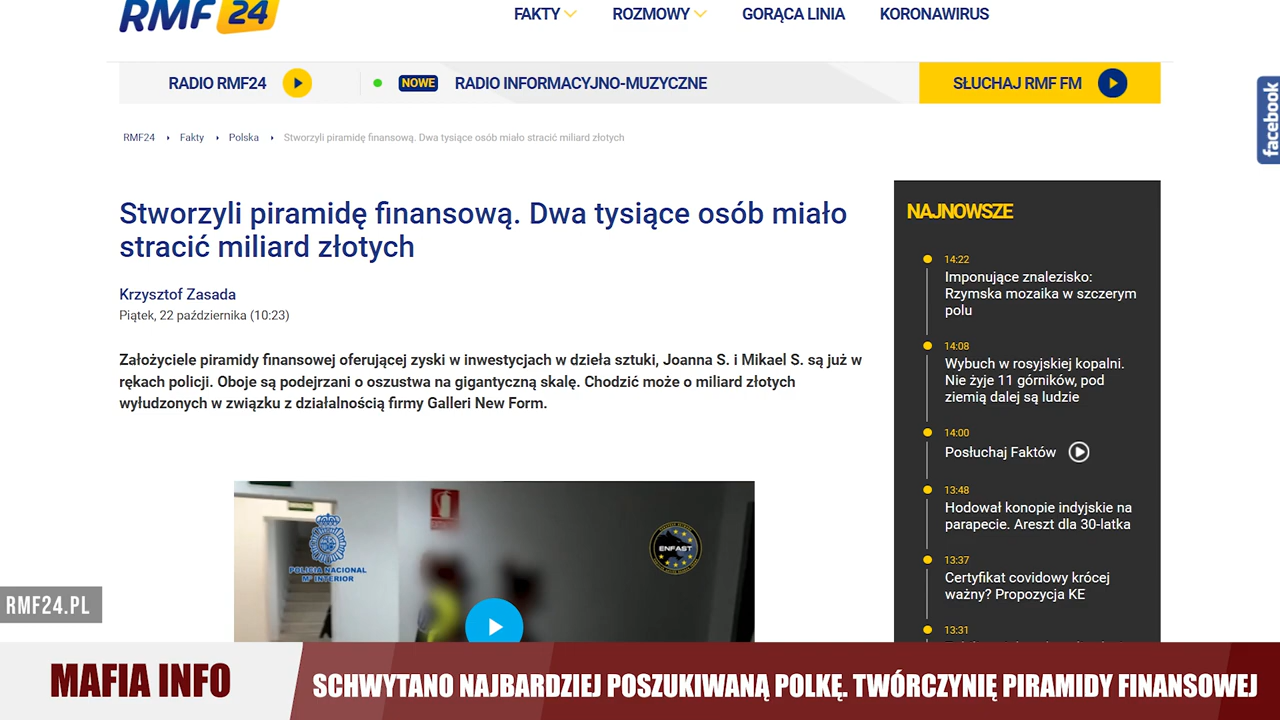 RMF 24
FAKTY
ROZMOWY
GORĄCA LINIA
KORONAWIRUS
RADIO RMF24
NOWE
RADIO INFORMACYJNO-MUZYCZNE
SŁUCHAJ RMF FM
facebook
RMF24
Fakty
Polska
Stworzyli piramidę finansową. Dwa tysiące osób miało stracić miliard złotych
Stworzyli piramidę finansową. Dwa tysiące osób miało
stracić miliard złotych
Krzysztof Zasada
Piątek, 22 października (10:23)
Założyciele piramidy finansowej oferującej zyski w inwestycjach w dzieła sztuki, Joanna S. i Mikael S. są już w
rękach policji. Oboje są podejrzani o oszustwa na gigantyczną skalę. Chodzić może o miliard złotych
wyłudzonych w związku z działalnością firmy Galleri New Form.
POLICIA NACIONAL
Mº INTERIOR
ENFAST
NAJNOWSZE
14:22
Imponujące znalezisko:
Rzymska mozaika w szczerym
polu
14:08
Wybuch w rosyjskiej kopalni.
Nie żyje 11 górników, pod
ziemią dalej są ludzie
14:00
Posłuchaj Faktów
13:48
Hodował konopie indyjskie na
parapecie. Areszt dla 30-latka
13:37
Certyfikat covidowy krócej
ważny? Propozycja KE
13:31
RMF24.PL
MAFIA INFO
SCHWYTANO NAJBARDZIEJ POSZUKIWANĄ POLKĘ. TWÓRCZYNIĘ PIRAMIDY FINANSOWEJ